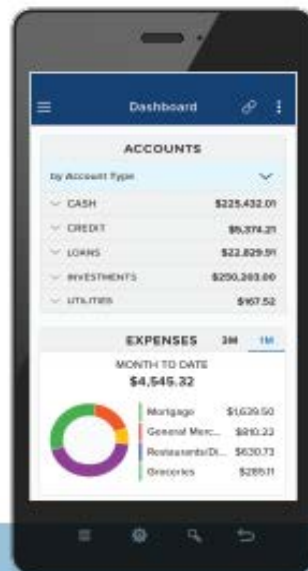 Dashboard
ACCOUNTS
by Account Type
CASH $225,432.01
CREDIT $5,374.21
LOANS $22,829.91
INVESTMENTS $250,203.00
UTILITIES $167.52
EXPENSES 3M 1M
MONTH TO DATE
$4,545.32
Mortgage $1,639.50
General Merc... $810.22
Restaurants/Di... $630.73
Groceries $285.11